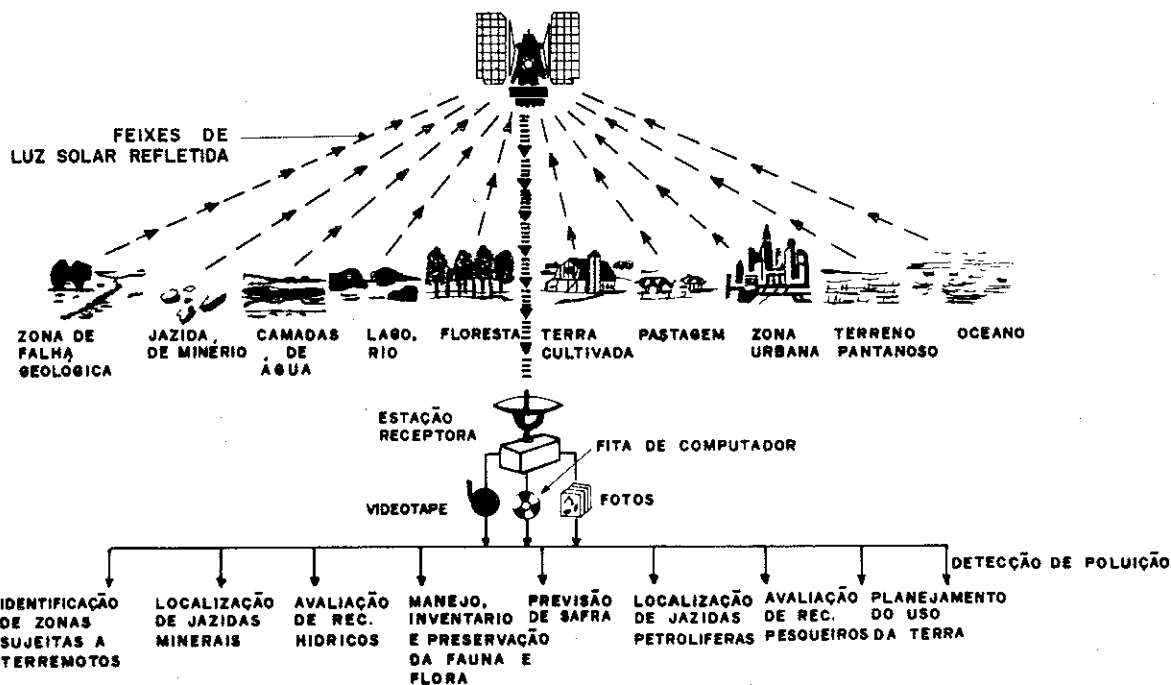 FEIXES DE
LUZ SOLAR REFLETIDA
ZONA DE
FALHA
GEOLÓGICA
JAZIDA
DE MINÉRIO
CAMADAS
DE
ÁGUA
LAGO,
RIO
FLORESTA
TERRA
CULTIVADA
PASTAGEM
ZONA
URBANA
TERRENO
PANTANOSO
OCEANO
ESTAÇÃO
RECEPTORA
FITA DE COMPUTADOR
VIDEOTAPE
FOTOS
DETECÇÃO DE POLUIÇÃO
IDENTIFICAÇÃO
DE ZONAS
SUJEITAS A
TERREMOTOS
LOCALIZAÇÃO
DE JAZIDAS
MINERAIS
AVALIAÇÃO
DE REC.
HIDRICOS
MANEJO,
INVENTARIO
E PRESERVAÇÃO
DA FAUNA E
FLORA
PREVISÃO
DE SAFRA
LOCALIZAÇÃO
DE JAZIDAS
PETROLIFERAS
AVALIAÇÃO
DE REC.
PESQUEIROS
PLANEJAMENTO
DO USO
DA TERRA